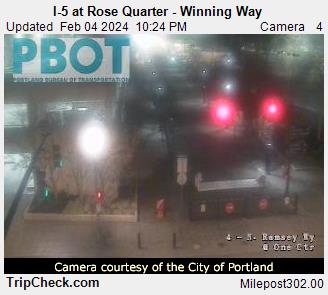 I-5 at Rose Quarter - Winning Way
Updated Feb 04 2024 10:24 PM Camera 4
PBOT
PORTLAND BUREAU OF TRANSPORTATION
4 - N. Ramsey Wy
@ One Ctr
Camera courtesy of the City of Portland
TripCheck.com Milepost302.00